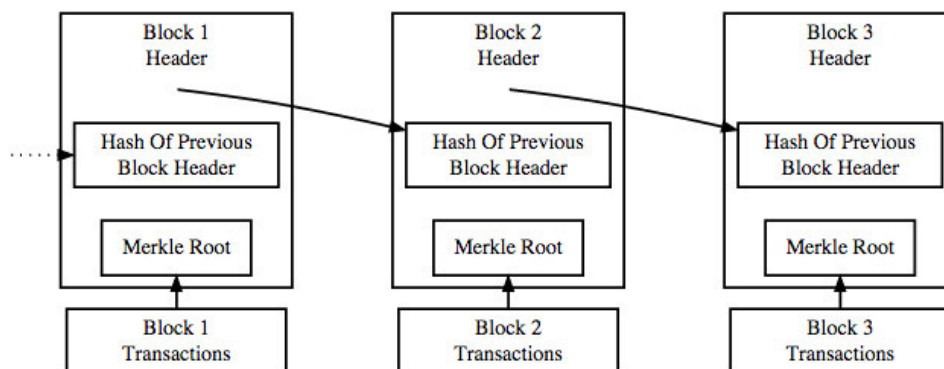 Block 1
Header
Hash Of Previous
Block Header
Merkle Root
Block 1
Transactions
Block 2
Header
Hash Of Previous
Block Header
Merkle Root
Block 2
Transactions
Block 3
Header
Hash Of Previous
Block Header
Merkle Root
Block 3
Transactions